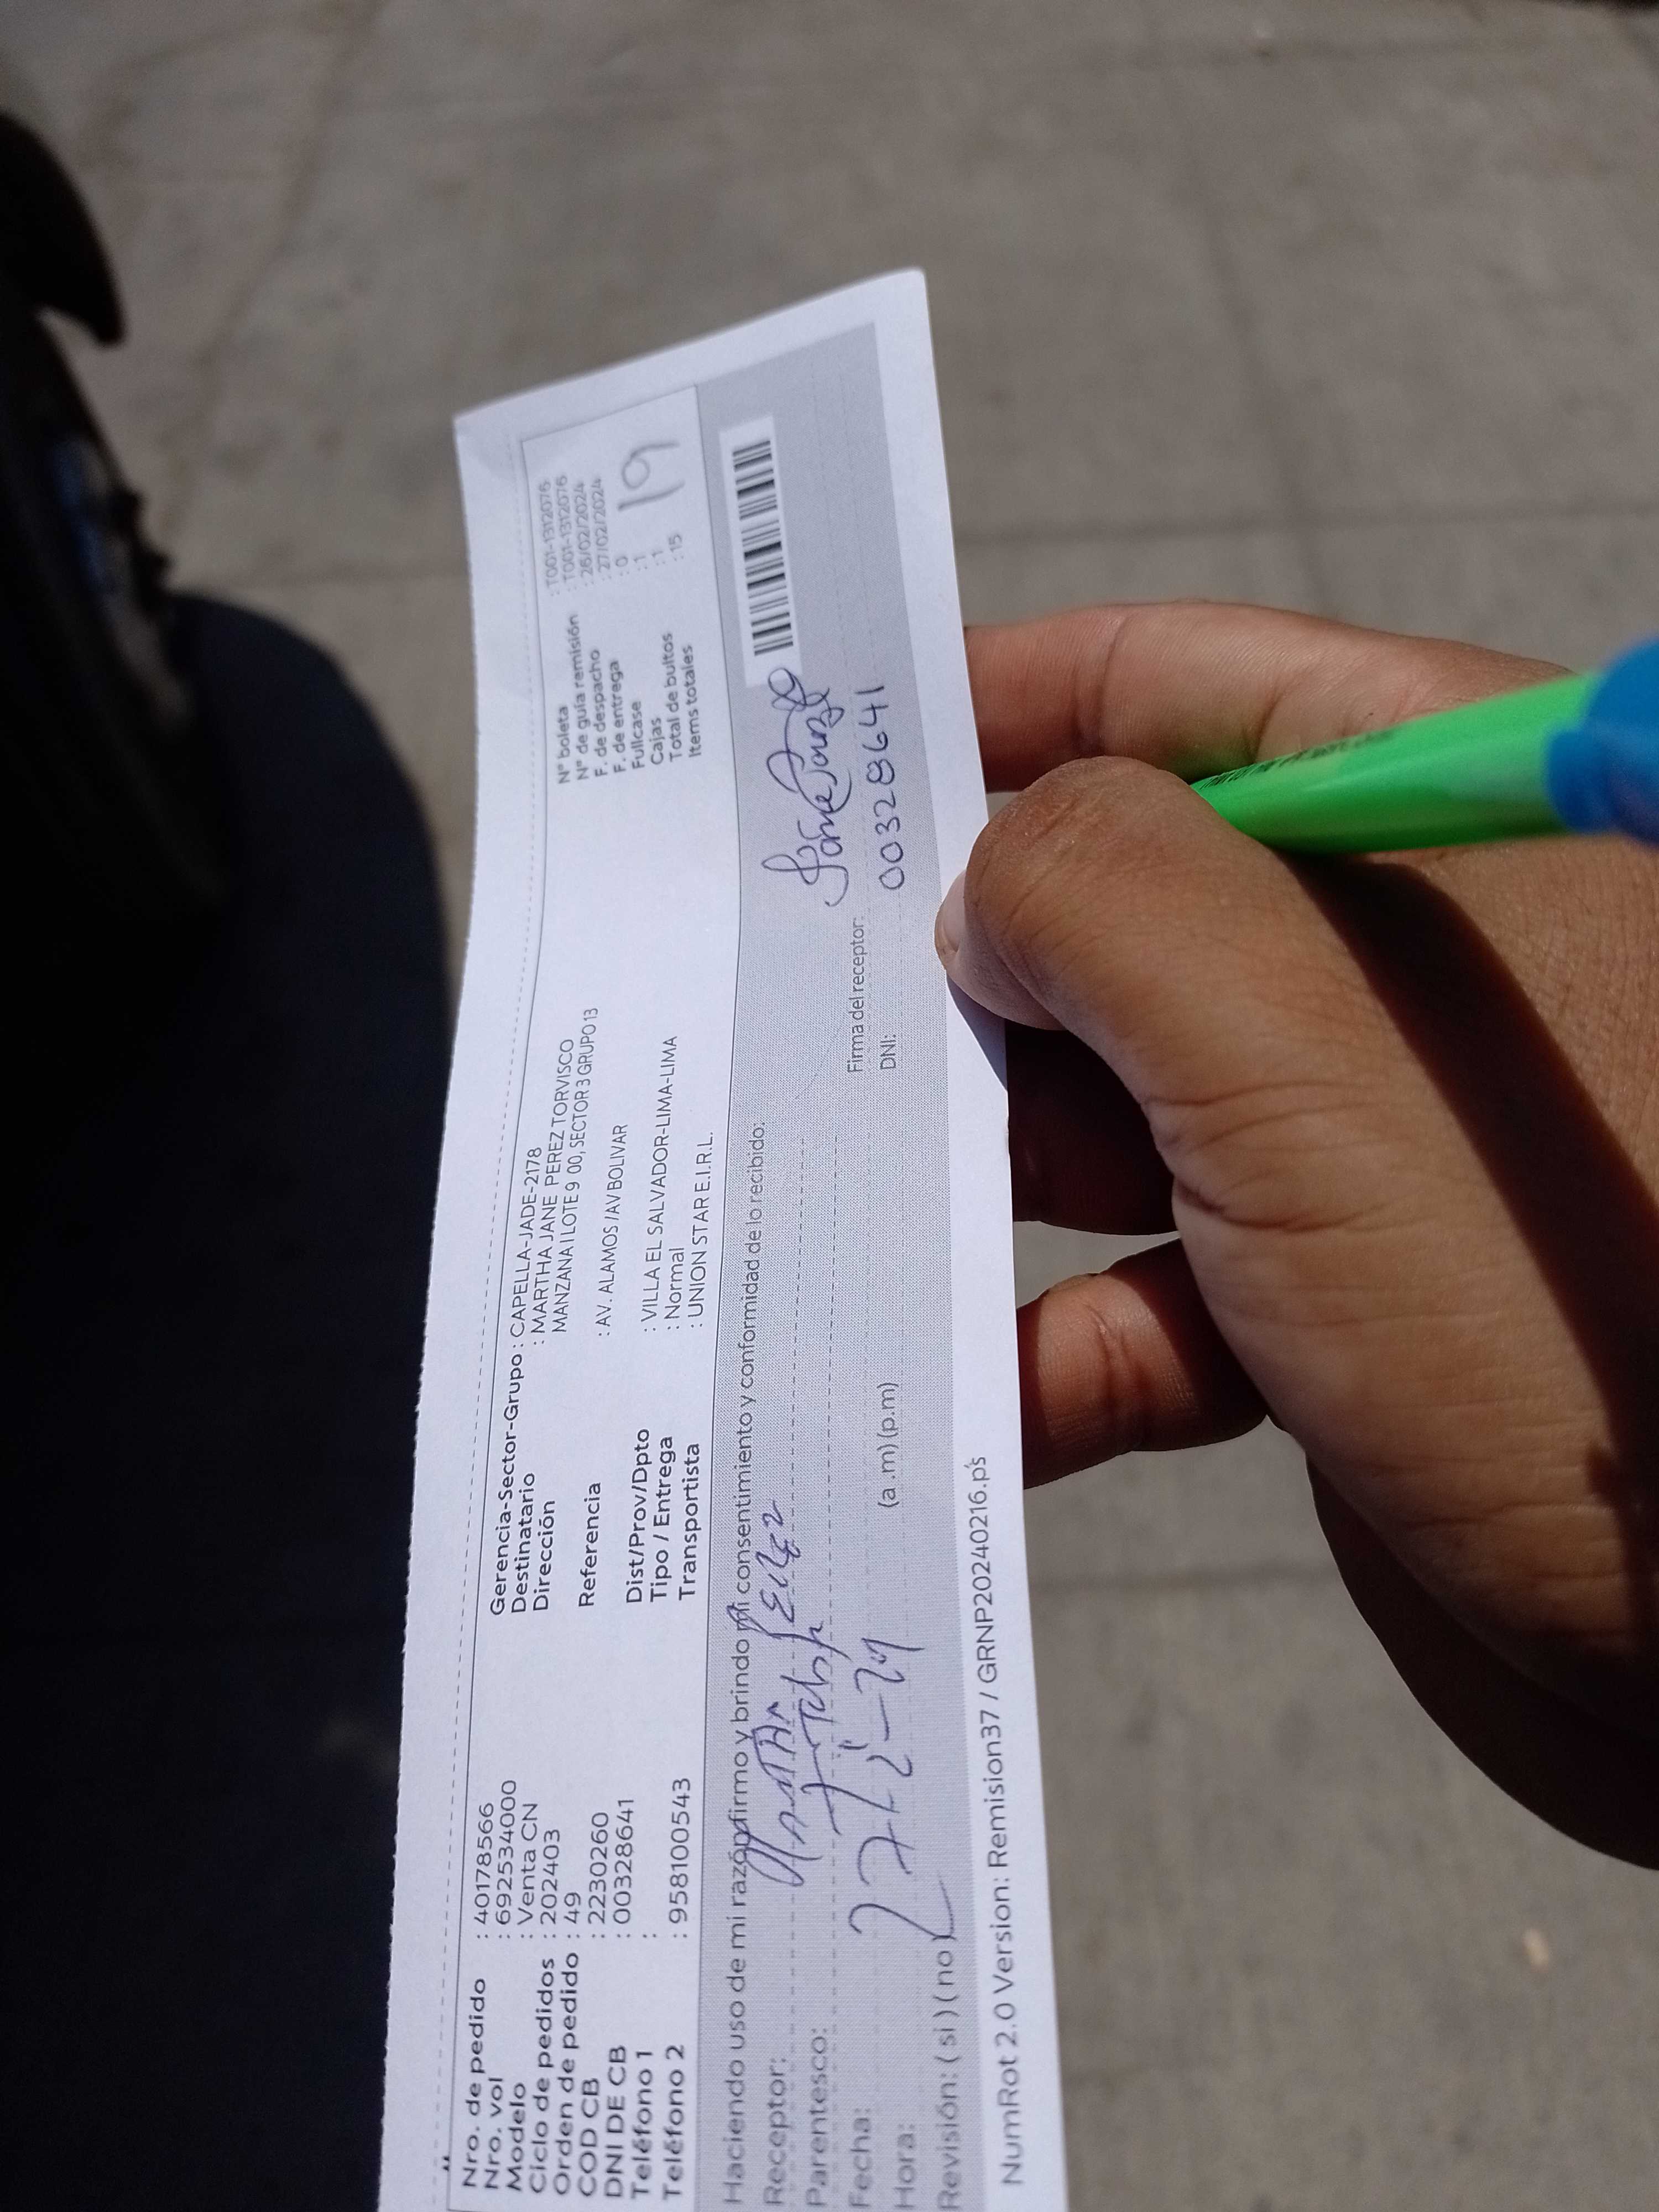 Nro. de pedido : 40178566
Nro. vol : 692534000
Modelo : Venta CN
Ciclo de pedidos : 202403
Orden de pedido : 49
COD CB : 2230260
DNI DE CB : 00328641
Teléfono 1 :
Teléfono 2 : 958100543
Gerencia-Sector-Grupo : CAPELLA-JADE-2178
Destinatario : MARTHA JANE PEREZ TORVISCO
Dirección MANZANA I LOTE 9 00, SECTOR 3 GRUPO 13
Referencia : AV. ALAMOS /AV BOLIVAR
Dist/Prov/Dpto : VILLA EL SALVADOR-LIMA-LIMA
Tipo / Entrega : Normal
Transportista : UNION STAR E.I.R.L.
N° boleta : T001-1312076
N° de guía remisión : T001-1312076
F. de despacho : 26/02/2024
F. de entrega : 27/02/2024
Fullcase : 0
Cajas : 1
Total de bultos : 1
Items totales : 15
19
Haciendo uso de mi razón firmo y brindo mi consentimiento y conformidad de lo recibido:
Receptor:
Parentesco:
Fecha:
Hora: (a .m) (p.m)
Revisión: ( si ) ( no )
Firma del receptor:
DNI: 00328641
NumRot 2.0 Version: Remision37 / GRNP20240216.ps